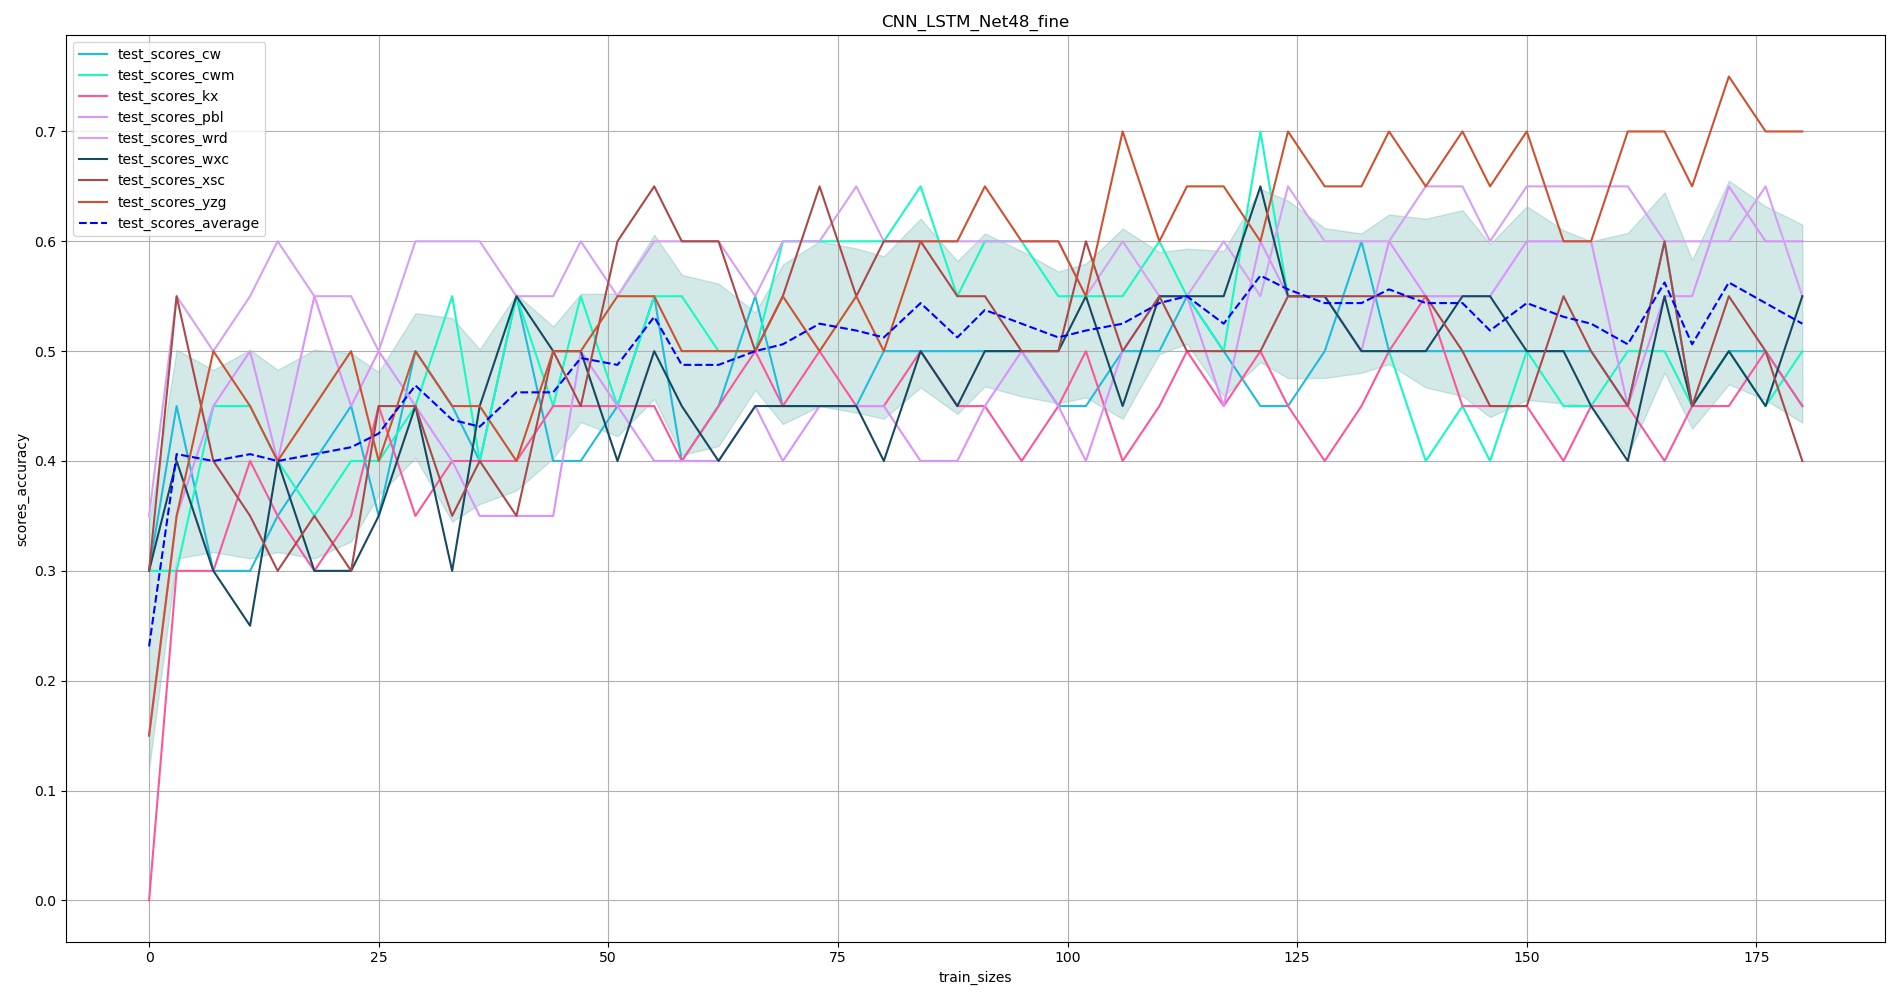 CNN_LSTM_Net48_fine
test_scores_cw
test_scores_cwm
test_scores_kx
test_scores_pbl
test_scores_wrd
test_scores_wxc
test_scores_xsc
test_scores_yzg
test_scores_average
scores_accuracy
0.7
0.6
0.5
0.4
0.3
0.2
0.1
0.0
0 25 50 75 100 125 150 175
train_sizes